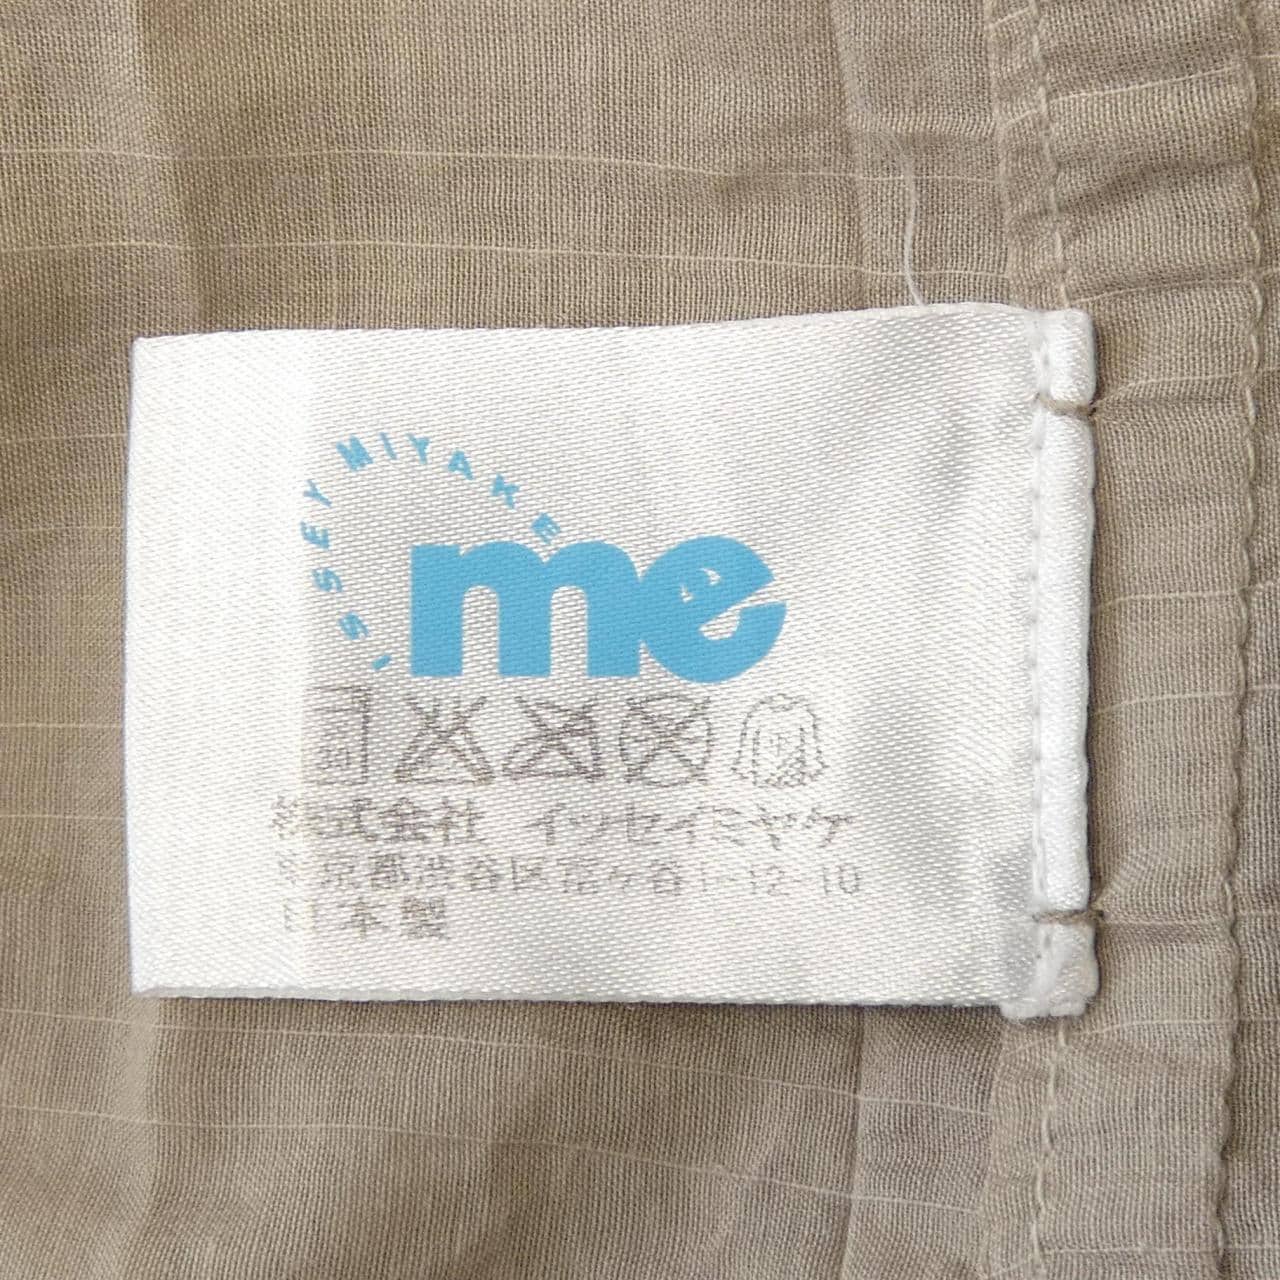 ISSEY MIYAKE
me
株式会社 イッセイミヤケ
東京都渋谷区富ヶ谷1-12-10
日本製